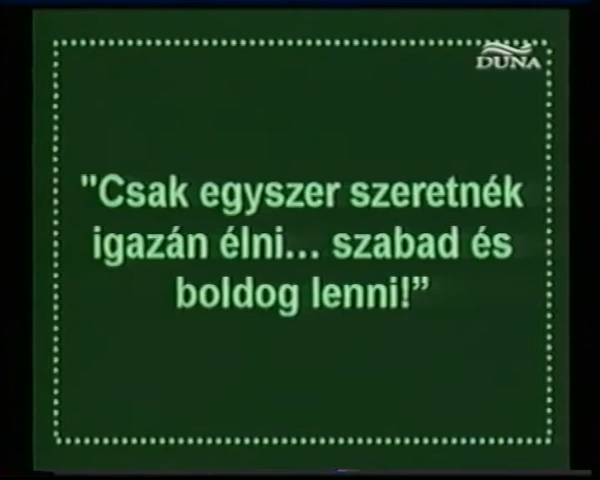 DUNA
"Csak egyszer szeretnék
igazán élni... szabad és
boldog lenni!”